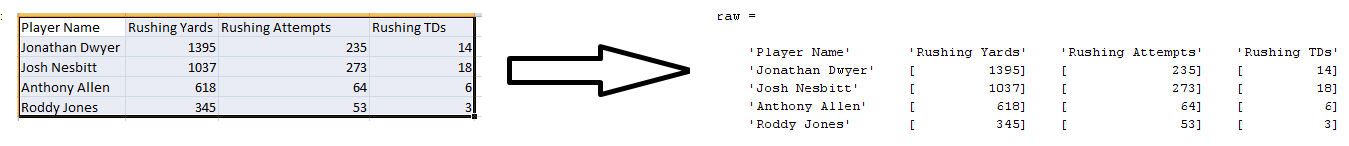 :
Player Name Rushing Yards Rushing Attempts Rushing TDs
Jonathan Dwyer 1395 235 14
Josh Nesbitt 1037 273 18
Anthony Allen 618 64 6
Roddy Jones 345 53 3
raw =
'Player Name' 'Rushing Yards' 'Rushing Attempts' 'Rushing TDs'
'Jonathan Dwyer' [ 1395] [ 235] [ 14]
'Josh Nesbitt' [ 1037] [ 273] [ 18]
'Anthony Allen' [ 618] [ 64] [ 6]
'Roddy Jones' [ 345] [ 53] [ 3]